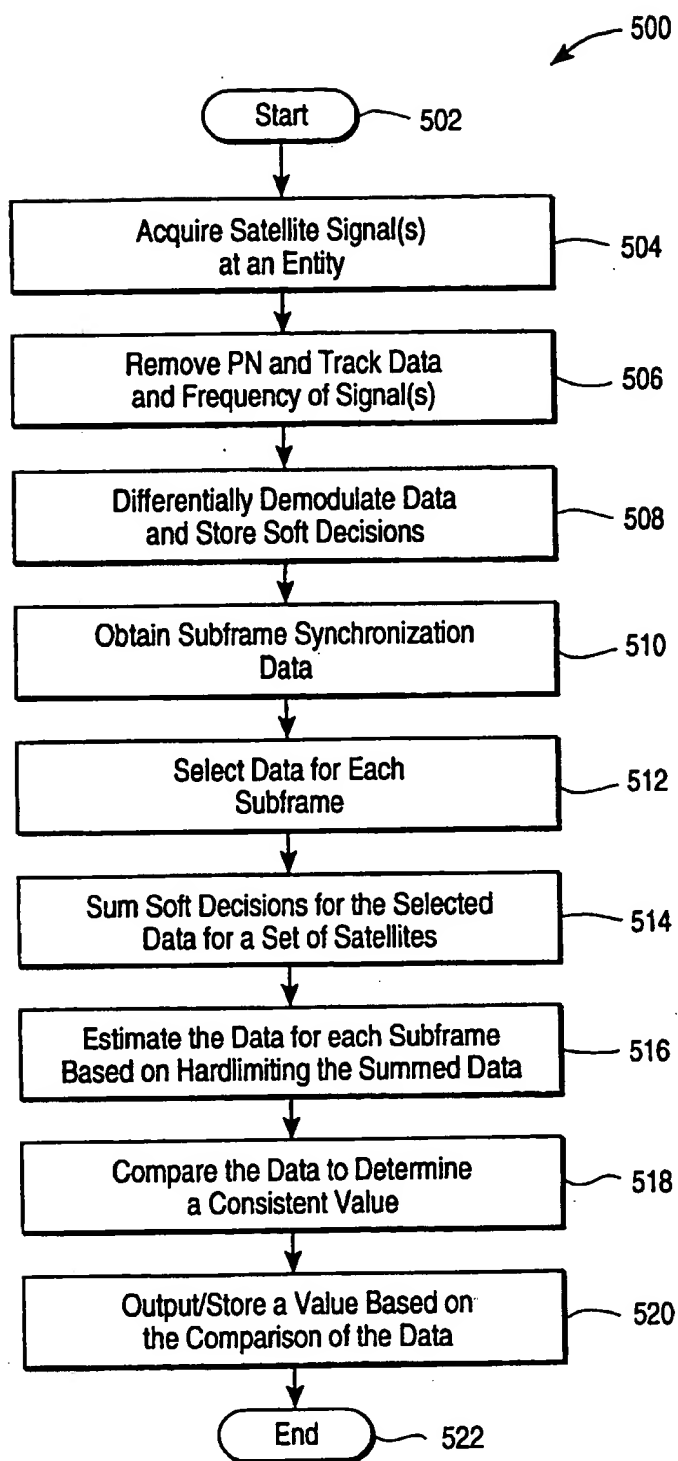 500
Start
502
Acquire Satellite Signal(s)
at an Entity
504
Remove PN and Track Data
and Frequency of Signal(s)
506
Differentially Demodulate Data
and Store Soft Decisions
508
Obtain Subframe Synchronization
Data
510
Select Data for Each
Subframe
512
Sum Soft Decisions for the Selected
Data for a Set of Satellites
514
Estimate the Data for each Subframe
Based on Hardlimiting the Summed Data
516
Compare the Data to Determine
a Consistent Value
518
Output/Store a Value Based on
the Comparison of the Data
520
End
522